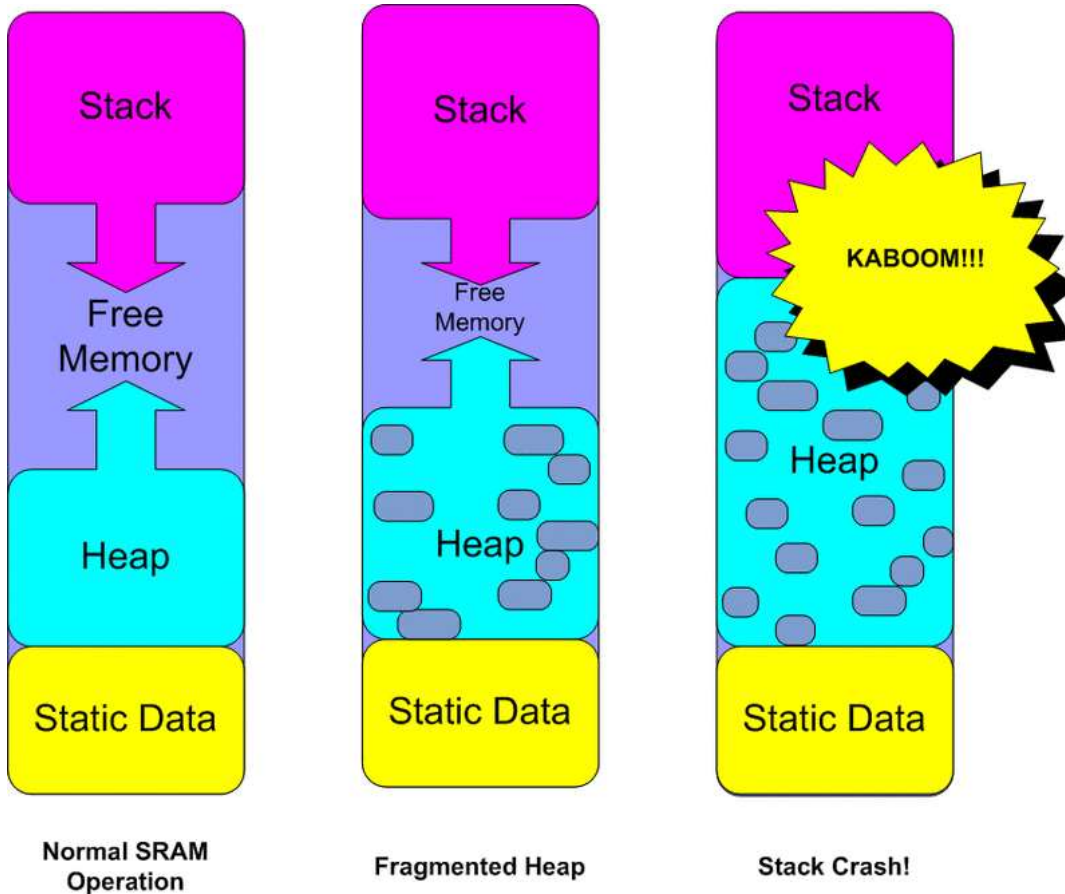 Stack
Free
Memory
Heap
Static Data
Normal SRAM
Operation
Stack
Free
Memory
Heap
Static Data
Fragmented Heap
Stack
KABOOM!!!
Heap
Static Data
Stack Crash!